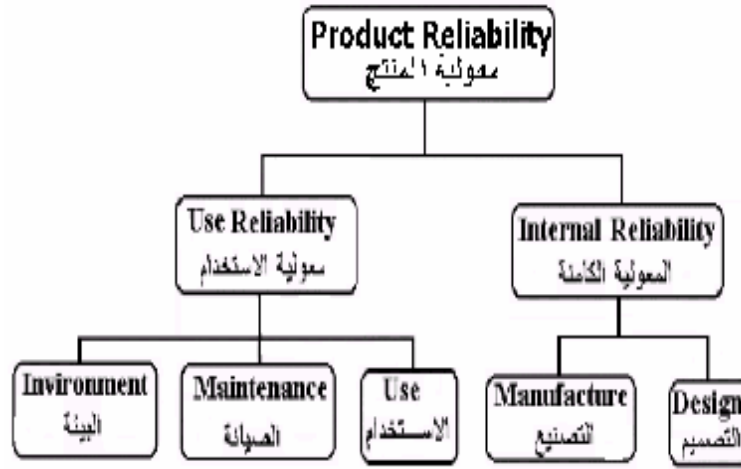 Product Reliability
معولية المنتج
Use Reliability
معولية الاستخدام
Internal Reliability
المعولية الكامنة
Invironment
البيئة
Maintenance
الصيانة
Use
الاستخدام
Manufacture
التصنيع
Design
التصميم